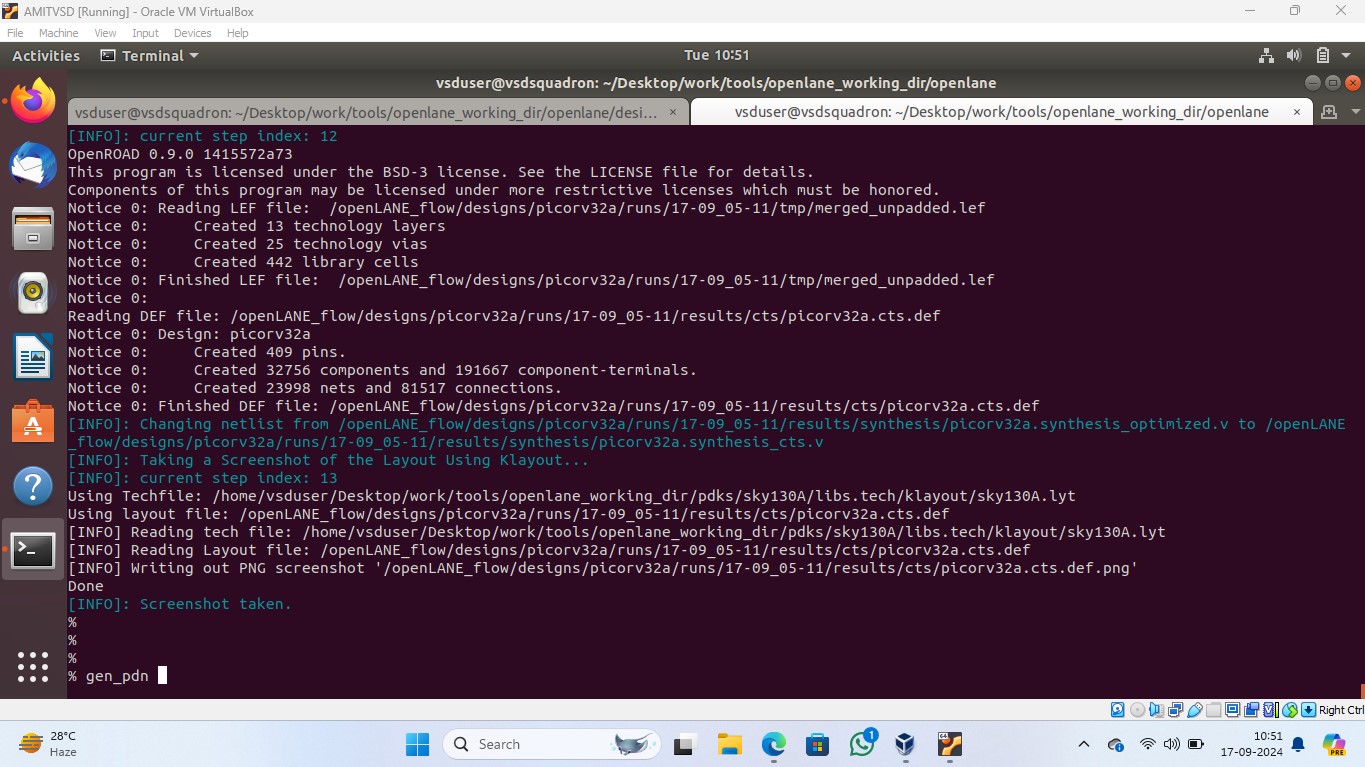 AMITVSD [Running] - Oracle VM VirtualBox
File Machine View Input Devices Help
Activities Terminal Tue 10:51
vsduser@vsdsquadron: ~/Desktop/work/tools/openlane_working_dir/openlane
vsduser@vsdsquadron: ~/Desktop/work/tools/openlane_working_dir/openlane/desi... × vsduser@vsdsquadron: ~/Desktop/work/tools/openlane_working_dir/openlane ×
[INFO]: current step index: 12
OpenROAD 0.9.0 1415572a73
This program is licensed under the BSD-3 license. See the LICENSE file for details.
Components of this program may be licensed under more restrictive licenses which must be honored.
Notice 0: Reading LEF file:  /openLANE_flow/designs/picorv32a/runs/17-09_05-11/tmp/merged_unpadded.lef
Notice 0:     Created 13 technology layers
Notice 0:     Created 25 technology vias
Notice 0:     Created 442 library cells
Notice 0: Finished LEF file:  /openLANE_flow/designs/picorv32a/runs/17-09_05-11/tmp/merged_unpadded.lef
Notice 0:
Reading DEF file: /openLANE_flow/designs/picorv32a/runs/17-09_05-11/results/cts/picorv32a.cts.def
Notice 0: Design: picorv32a
Notice 0:     Created 409 pins.
Notice 0:     Created 32756 components and 191667 component-terminals.
Notice 0:     Created 23998 nets and 81517 connections.
Notice 0: Finished DEF file: /openLANE_flow/designs/picorv32a/runs/17-09_05-11/results/cts/picorv32a.cts.def
[INFO]: Changing netlist from /openLANE_flow/designs/picorv32a/runs/17-09_05-11/results/synthesis/picorv32a.synthesis_optimized.v to /openLANE
_flow/designs/picorv32a/runs/17-09_05-11/results/synthesis/picorv32a.synthesis_cts.v
[INFO]: Taking a Screenshot of the Layout Using Klayout...
[INFO]: current step index: 13
Using Techfile: /home/vsduser/Desktop/work/tools/openlane_working_dir/pdks/sky130A/libs.tech/klayout/sky130A.lyt
Using layout file: /openLANE_flow/designs/picorv32a/runs/17-09_05-11/results/cts/picorv32a.cts.def
[INFO] Reading tech file: /home/vsduser/Desktop/work/tools/openlane_working_dir/pdks/sky130A/libs.tech/klayout/sky130A.lyt
[INFO] Reading Layout file: /openLANE_flow/designs/picorv32a/runs/17-09_05-11/results/cts/picorv32a.cts.def
[INFO] Writing out PNG screenshot '/openLANE_flow/designs/picorv32a/runs/17-09_05-11/results/cts/picorv32a.cts.def.png'
Done
[INFO]: Screenshot taken.
%
%
%
% gen_pdn
Right Ctrl
28°C
Haze
Search
1
10:51
17-09-2024
PRE